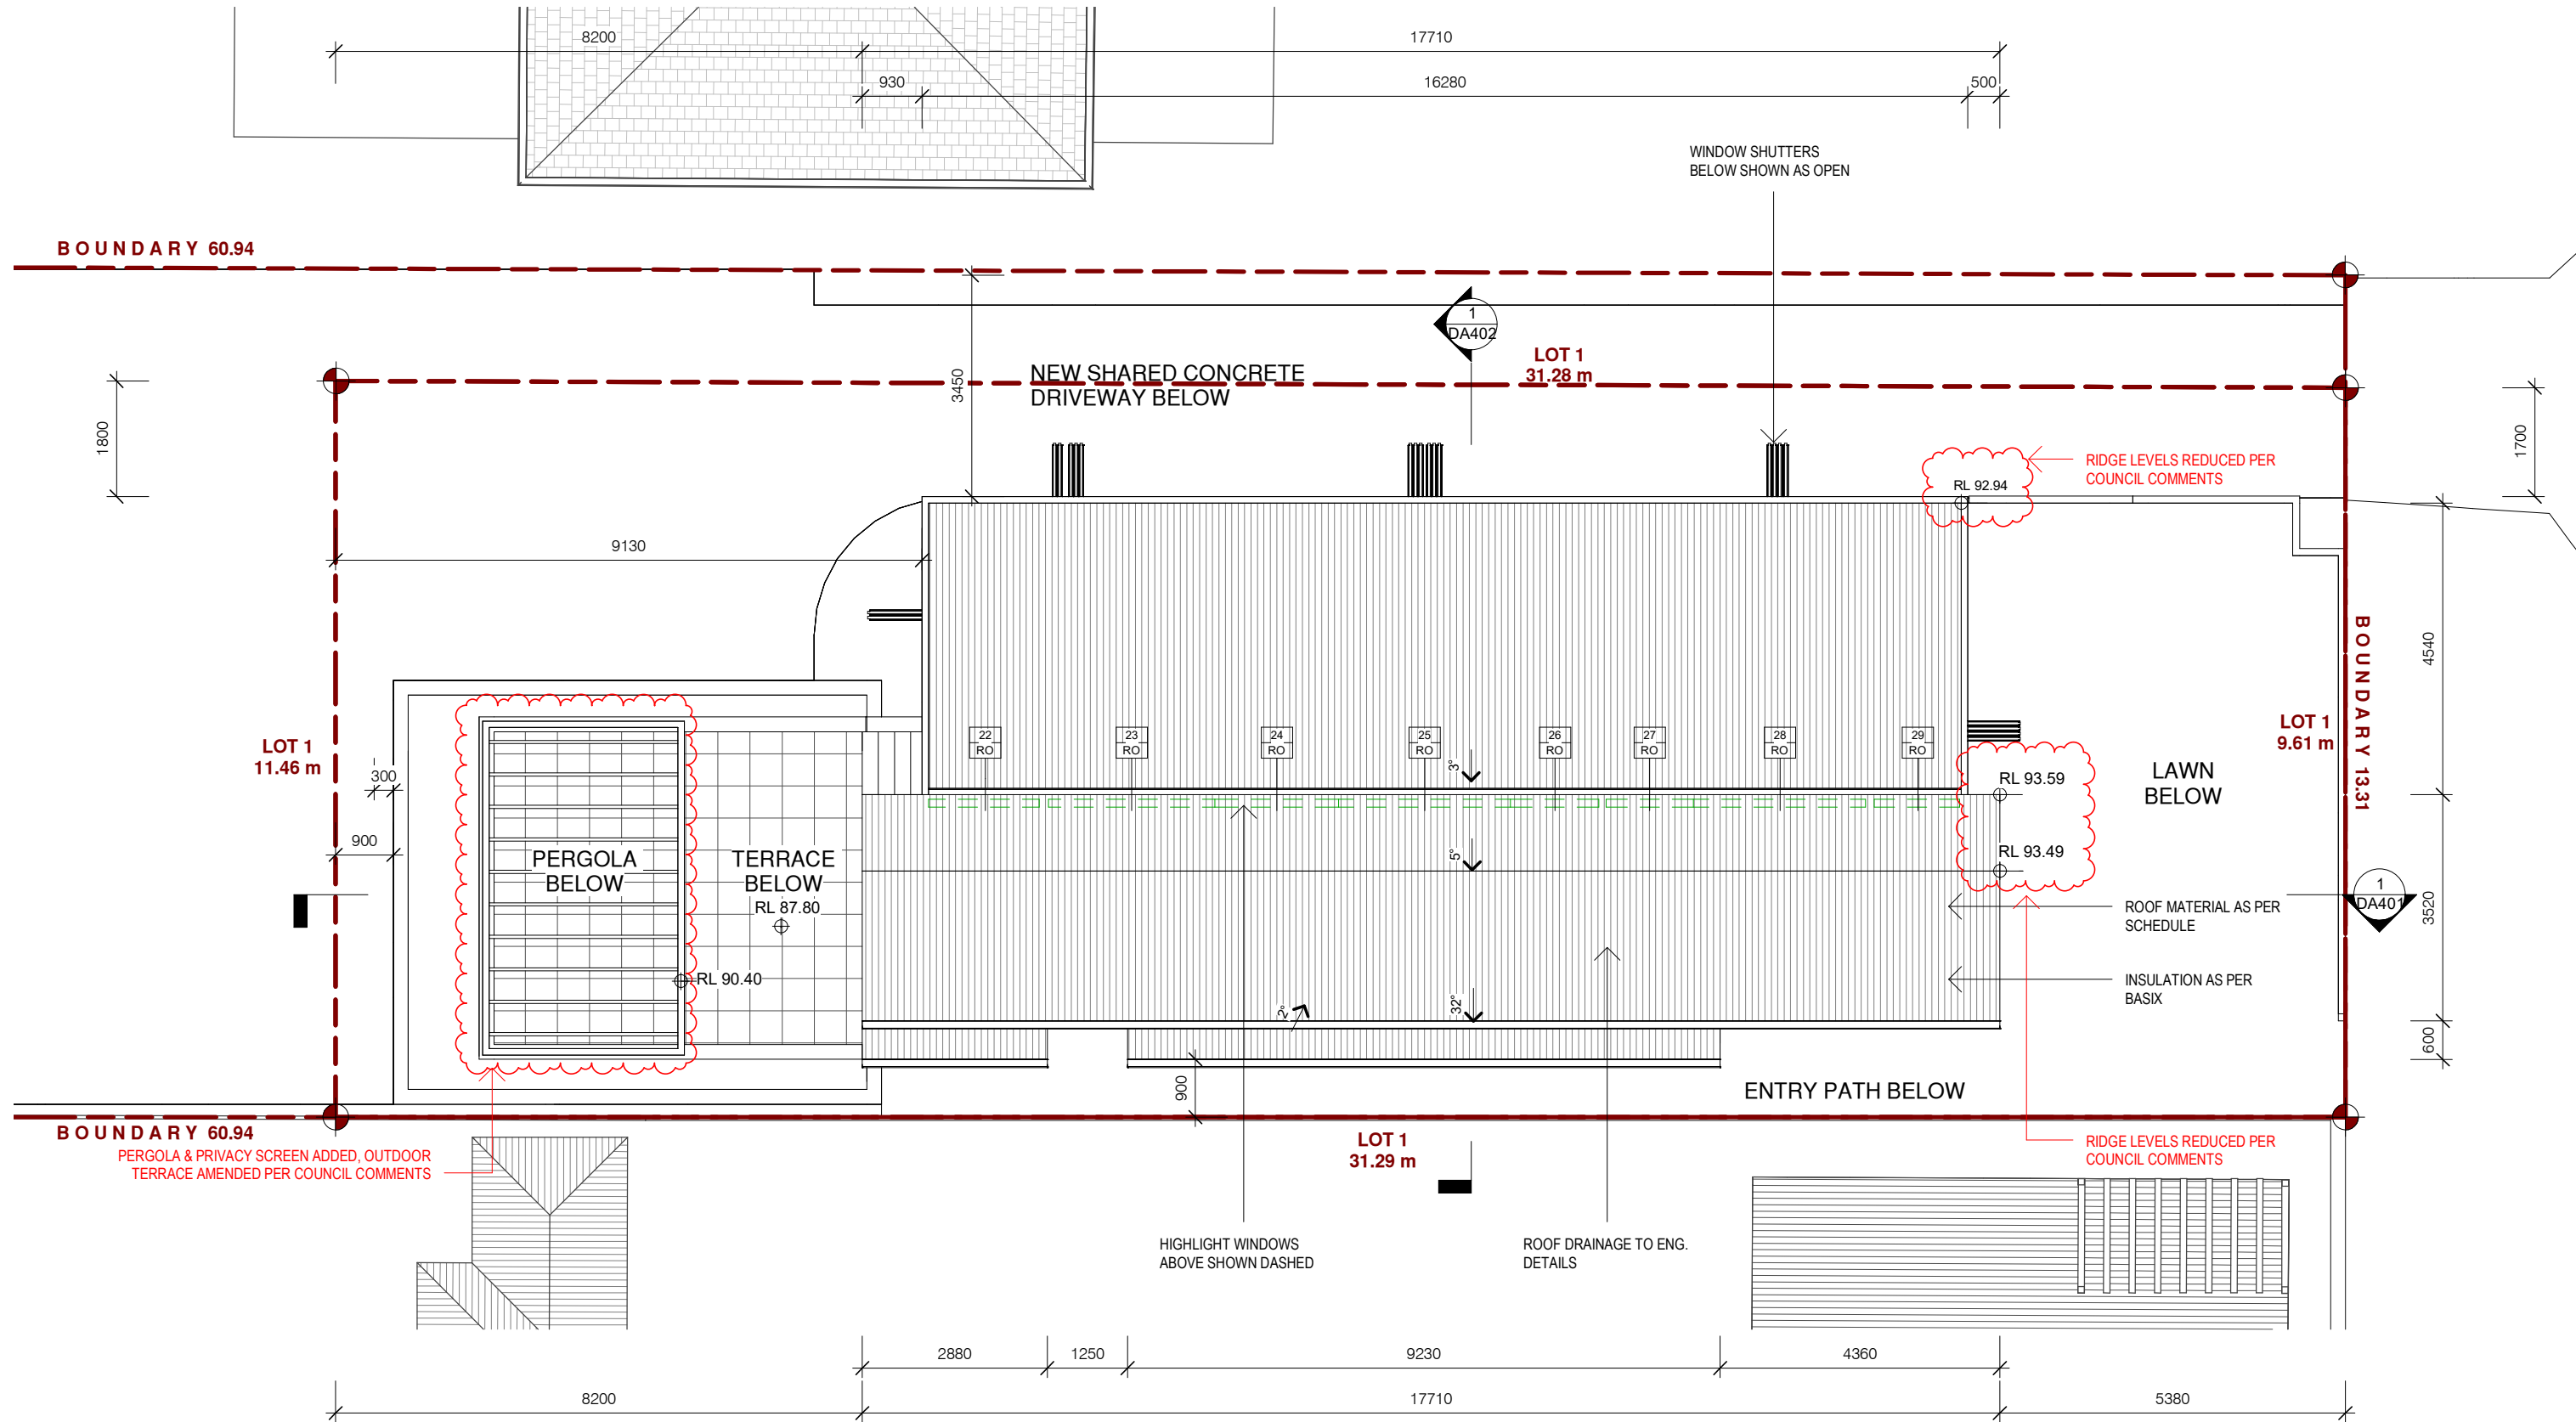 8200
17710
930
16280
500
WINDOW SHUTTERS
BELOW SHOWN AS OPEN
BOUNDARY 60.94
1
DA402
LOT 1
31.28 m
NEW SHARED CONCRETE
DRIVEWAY BELOW
3450
1800
1700
RIDGE LEVELS REDUCED PER
COUNCIL COMMENTS
RL 92.94
9130
4540
BOUNDARY 13.31
LOT 1
9.61 m
LOT 1
11.46 m
300
900
22
RO
23
RO
24
RO
25
RO
26
RO
27
RO
28
RO
29
RO
3°
RL 93.59
LAWN
BELOW
PERGOLA
BELOW
TERRACE
BELOW
RL 87.80
5°
RL 93.49
1
DA401
ROOF MATERIAL AS PER
SCHEDULE
3520
RL 90.40
INSULATION AS PER
BASIX
2°
32°
600
900
ENTRY PATH BELOW
BOUNDARY 60.94
PERGOLA & PRIVACY SCREEN ADDED, OUTDOOR
TERRACE AMENDED PER COUNCIL COMMENTS
LOT 1
31.29 m
RIDGE LEVELS REDUCED PER
COUNCIL COMMENTS
HIGHLIGHT WINDOWS
ABOVE SHOWN DASHED
ROOF DRAINAGE TO ENG.
DETAILS
2880
1250
9230
4360
8200
17710
5380